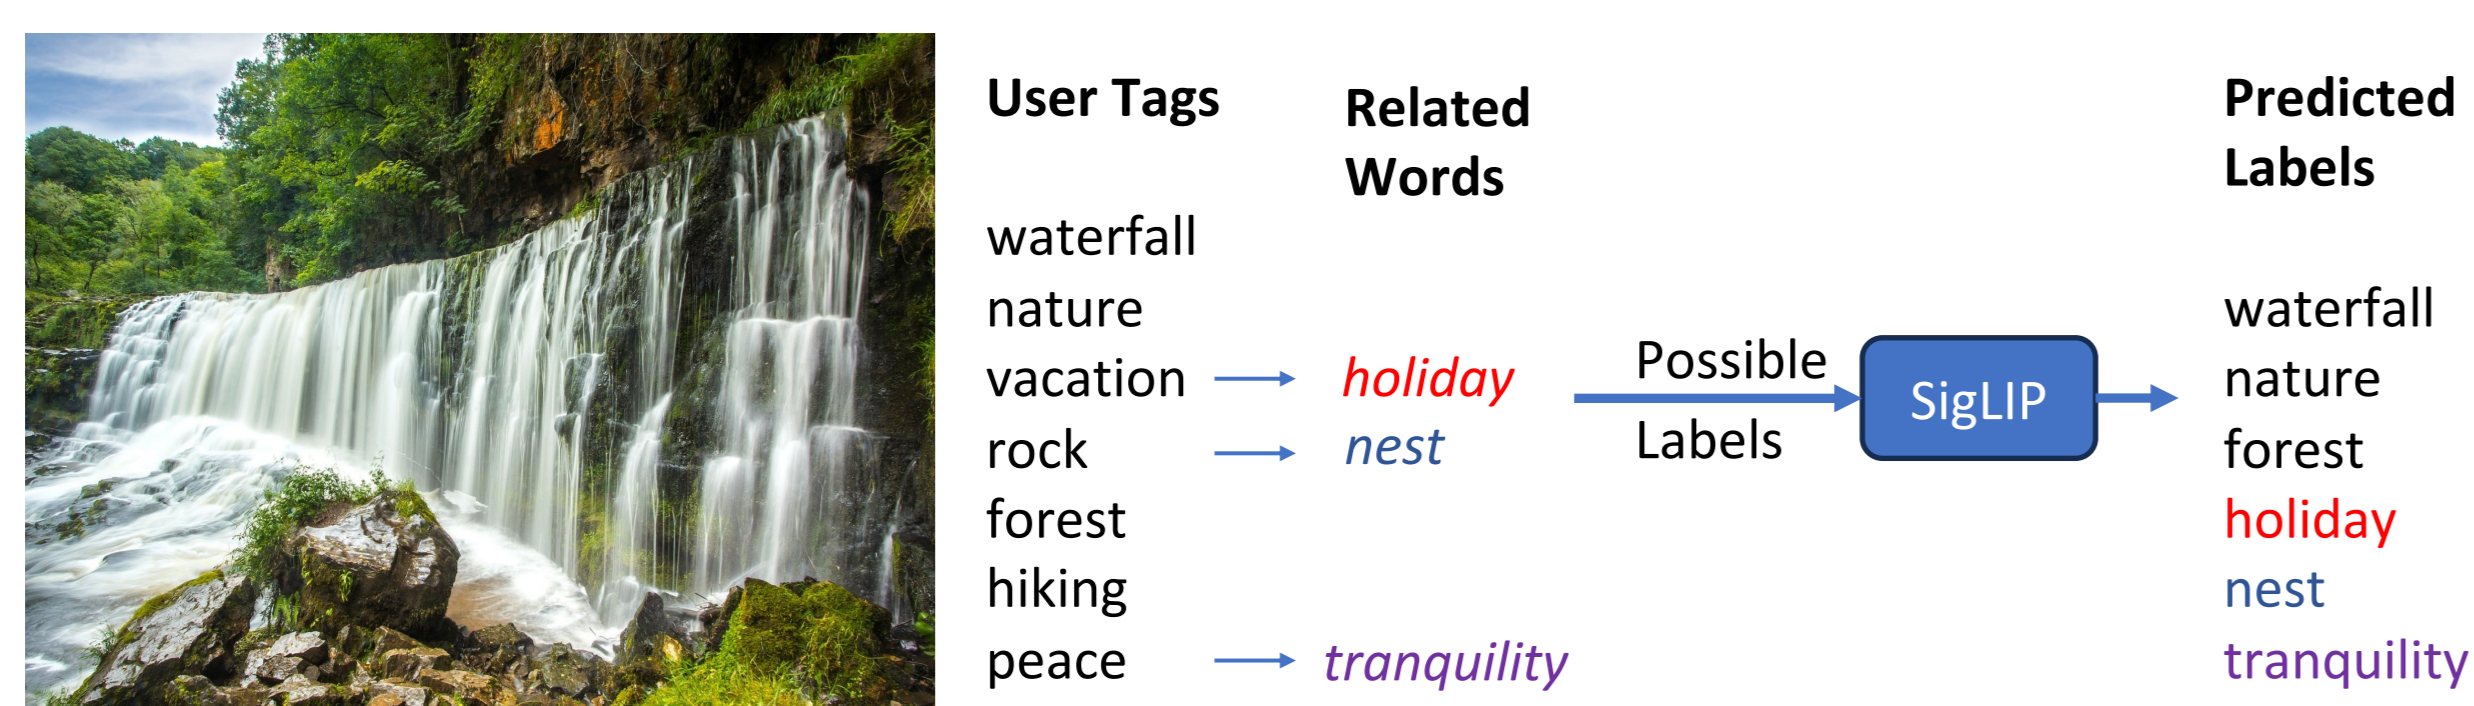 User Tags
waterfall
nature
vacation
rock
forest
hiking
peace
Related
Words
holiday
nest
tranquility
Possible
Labels
SigLIP
Predicted
Labels
waterfall
nature
forest
holiday
nest
tranquility